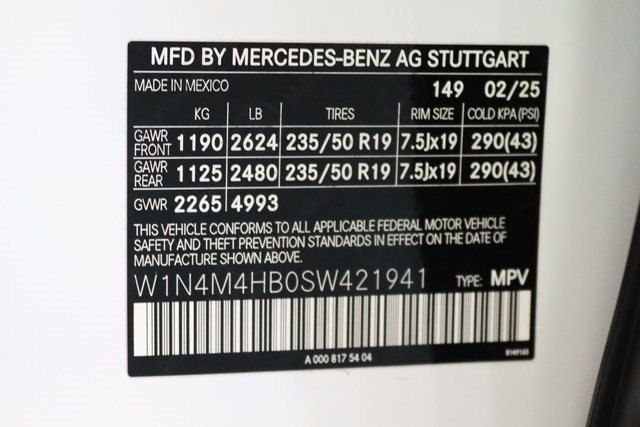 MFD BY MERCEDES-BENZ AG STUTTGART
MADE IN MEXICO 149 02/25
KG LB TIRES RIM SIZE COLD KPA(PSI)
GAWR FRONT 1190 2624 235/50 R19 7.5Jx19 290(43)
GAWR REAR 1125 2480 235/50 R19 7.5Jx19 290(43)
GVWR 2265 4993
THIS VEHICLE CONFORMS TO ALL APPLICABLE FEDERAL MOTOR VEHICLE
SAFETY AND THEFT PREVENTION STANDARDS IN EFFECT ON THE DATE OF
MANUFACTURE SHOWN ABOVE.
W1N4M4HB0SW421941 TYPE: MPV
A 000 817 54 04